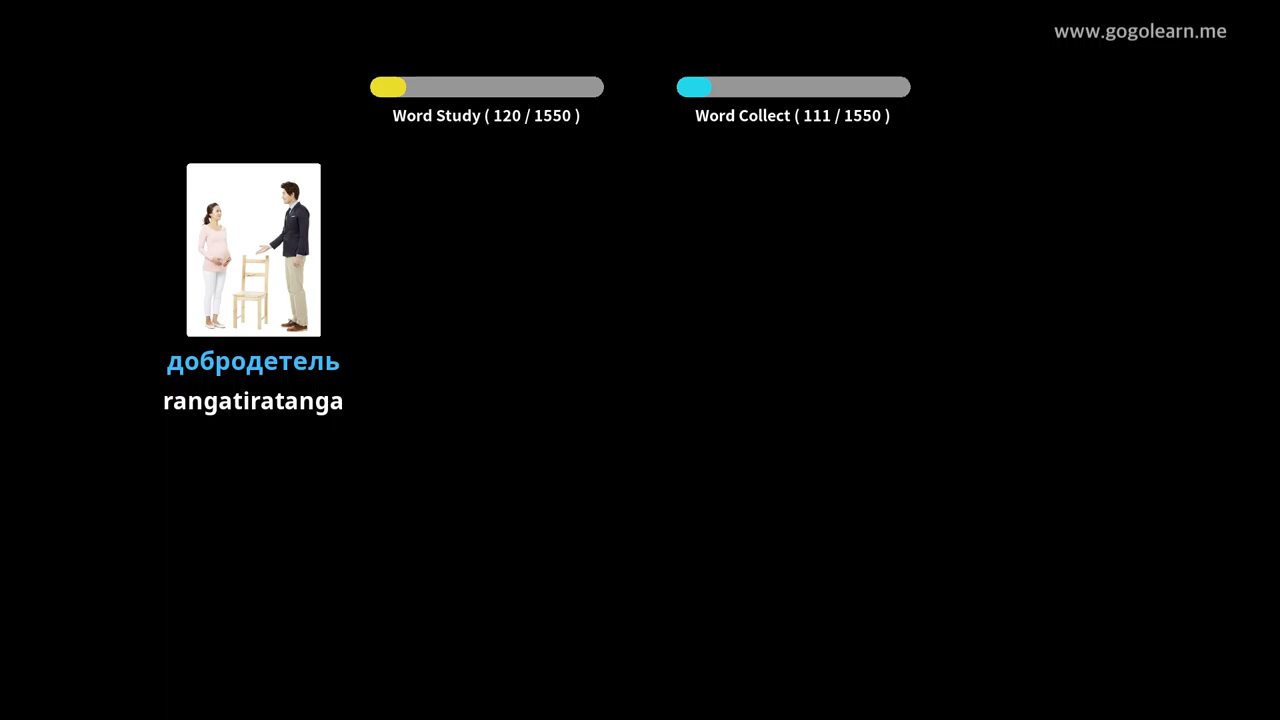 www.gogolearn.me
Word Study ( 120 / 1550 )
Word Collect ( 111 / 1550 )
добродетель
rangatiratanga